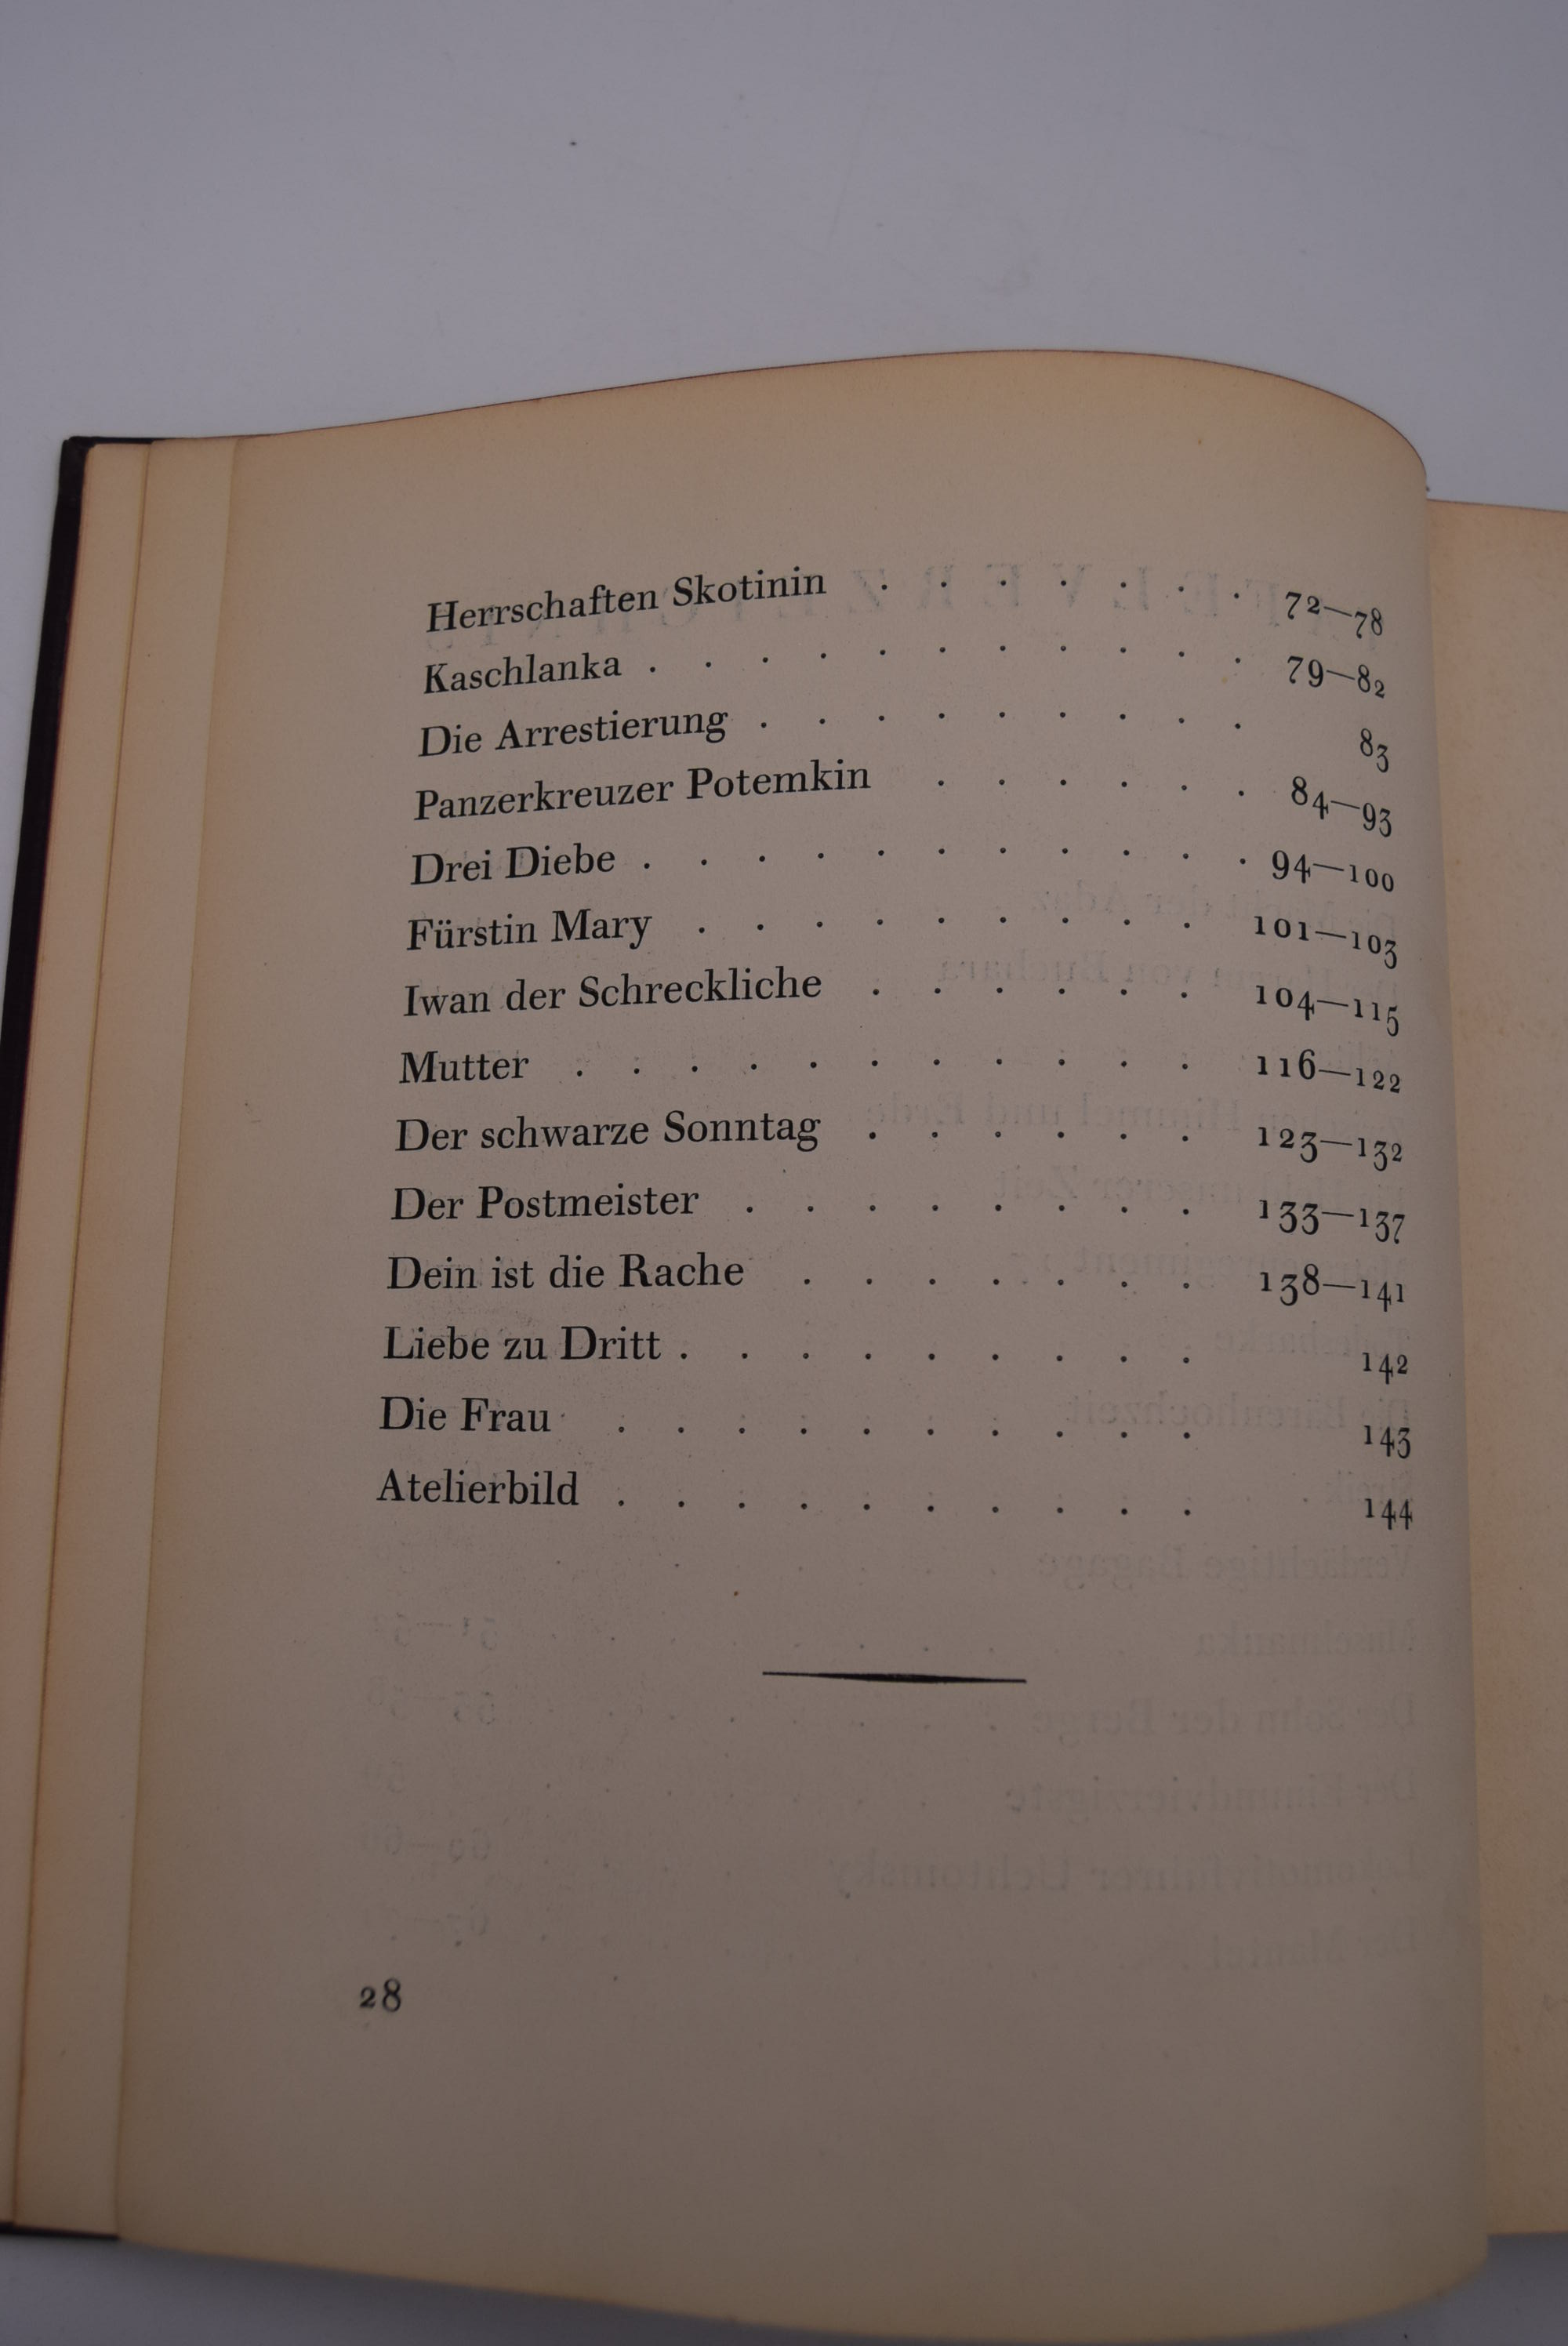 Herrschaften Skotinin . . . . . . . 72—78
Kaschlanka . . . . . . . . . . . 79—82
Die Arrestierung . . . . . . . . . 83
Panzerkreuzer Potemkin . . . . . . 84—93
Drei Diebe . . . . . . . . . . . 94—100
Fürstin Mary . . . . . . . . . 101—103
Iwan der Schreckliche . . . . . . 104—115
Mutter . . . . . . . . . . . 116—122
Der schwarze Sonntag . . . . . . 123—132
Der Postmeister . . . . . . . . 133—137
Dein ist die Rache . . . . . . . 138—141
Liebe zu Dritt . . . . . . . . . 142
Die Frau . . . . . . . . . . 143
Atelierbild . . . . . . . . . . 144
28